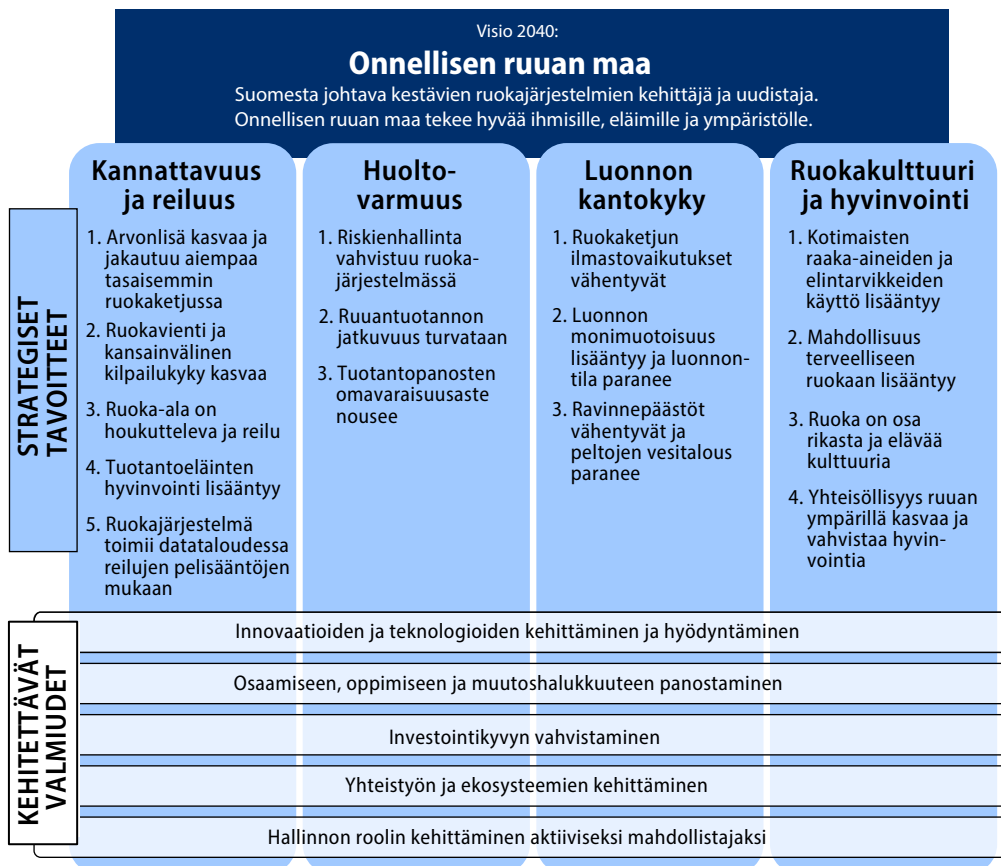 Visio 2040:
Onnellisen ruuan maa
Suomesta johtava kestävien ruokajärjestelmien kehittäjä ja uudistaja.
Onnellisen ruuan maa tekee hyvää ihmisille, eläimille ja ympäristölle.
STRATEGISET
TAVOITTEET
Kannattavuus
ja reiluus
1. Arvonlisä kasvaa ja
jakautuu aiempaa
tasaisemmin
ruokaketjussa
2. Ruokavienti ja
kansainvälinen
kilpailukyky kasvaa
3. Ruoka-ala on
houkutteleva ja reilu
4. Tuotantoeläinten
hyvinvointi lisääntyy
5. Ruokajärjestelmä
toimii datataloudessa
reilujen pelisääntöjen
mukaan
Huolto-
varmuus
1. Riskienhallinta
vahvistuu ruoka-
järjestelmässä
2. Ruuantuotannon
jatkuvuus turvataan
3. Tuotantopanosten
omavaraisuusaste
nousee
Luonnon
kantokyky
1. Ruokaketjun
ilmastovaikutukset
vähentyvät
2. Luonnon
monimuotoisuus
lisääntyy ja luonnon-
tila paranee
3. Ravinnepäästöt
vähentyvät ja
peltojen vesitalous
paranee
Ruokakulttuuri
ja hyvinvointi
1. Kotimaisten
raaka-aineiden ja
elintarvikkeiden
käyttö lisääntyy
2. Mahdollisuus
terveelliseen
ruokaan lisääntyy
3. Ruoka on osa
rikasta ja elävää
kulttuuria
4. Yhteisöllisyys ruuan
ympärillä kasvaa ja
vahvistaa hyvin-
vointia
KEHITETTÄVÄT
VALMIUDET
Innovaatioiden ja teknologioiden kehittäminen ja hyödyntäminen
Osaamiseen, oppimiseen ja muutoshalukkuuteen panostaminen
Investointikyvyn vahvistaminen
Yhteistyön ja ekosysteemien kehittäminen
Hallinnon roolin kehittäminen aktiiviseksi mahdollistajaksi